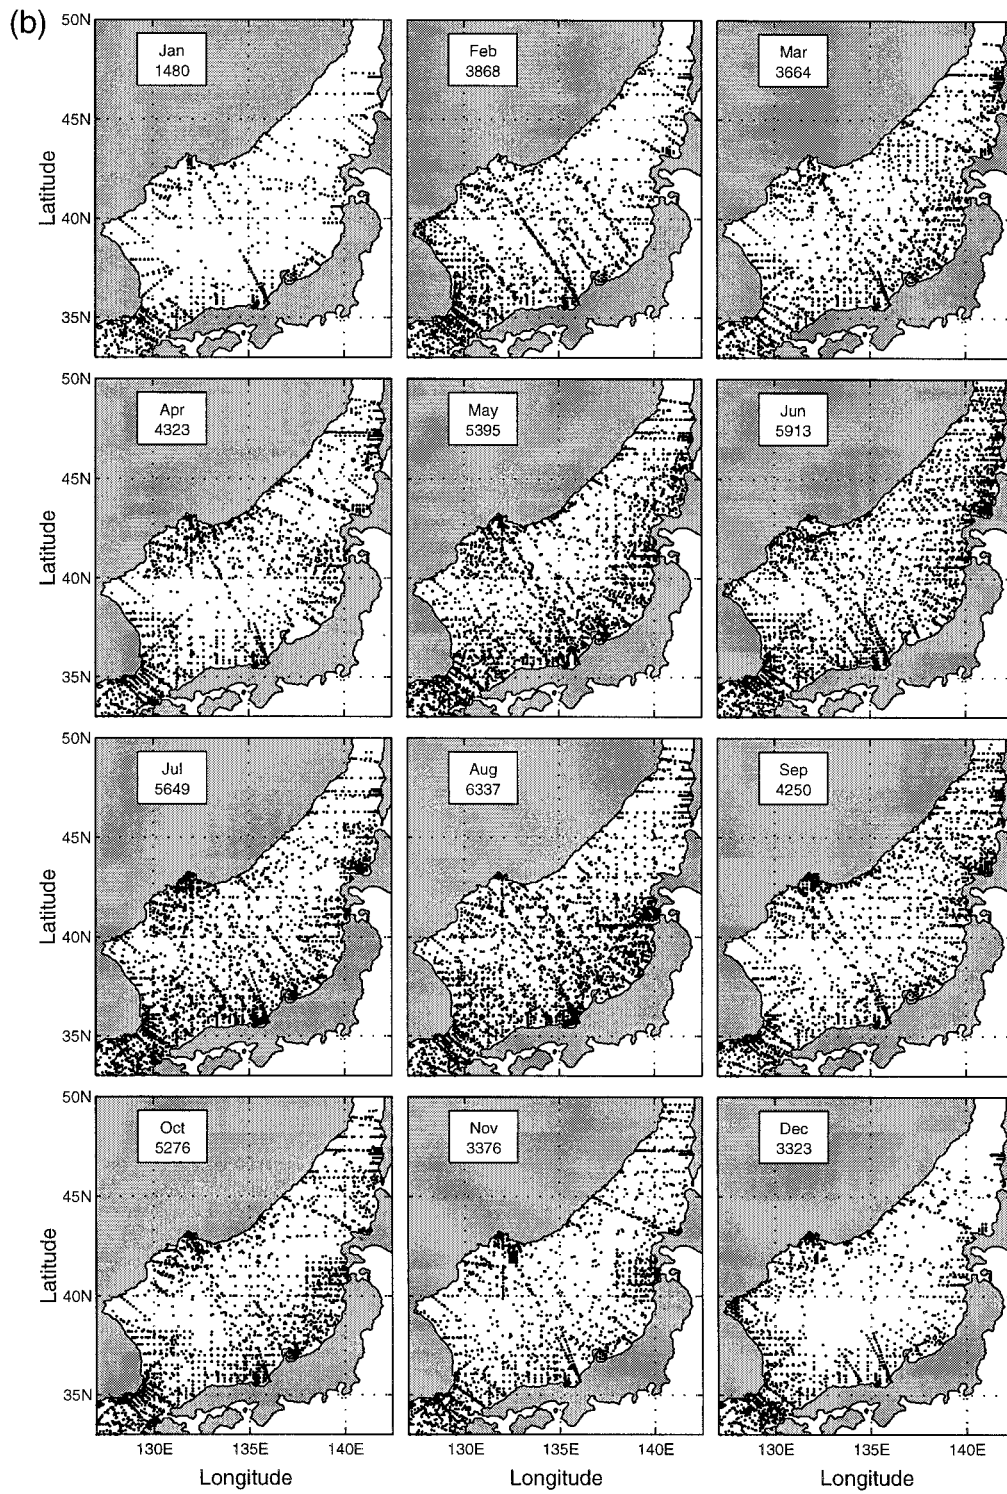 (b)
50N
45N
40N
35N
Latitude
Jan
1480
Feb
3868
Mar
3664
50N
45N
40N
35N
Latitude
Apr
4323
May
5395
Jun
5913
50N
45N
40N
35N
Latitude
Jul
5649
Aug
6337
Sep
4250
50N
45N
40N
35N
Latitude
Oct
5276
Nov
3376
Dec
3323
130E 135E 140E 130E 135E 140E 130E 135E 140E
Longitude Longitude Longitude